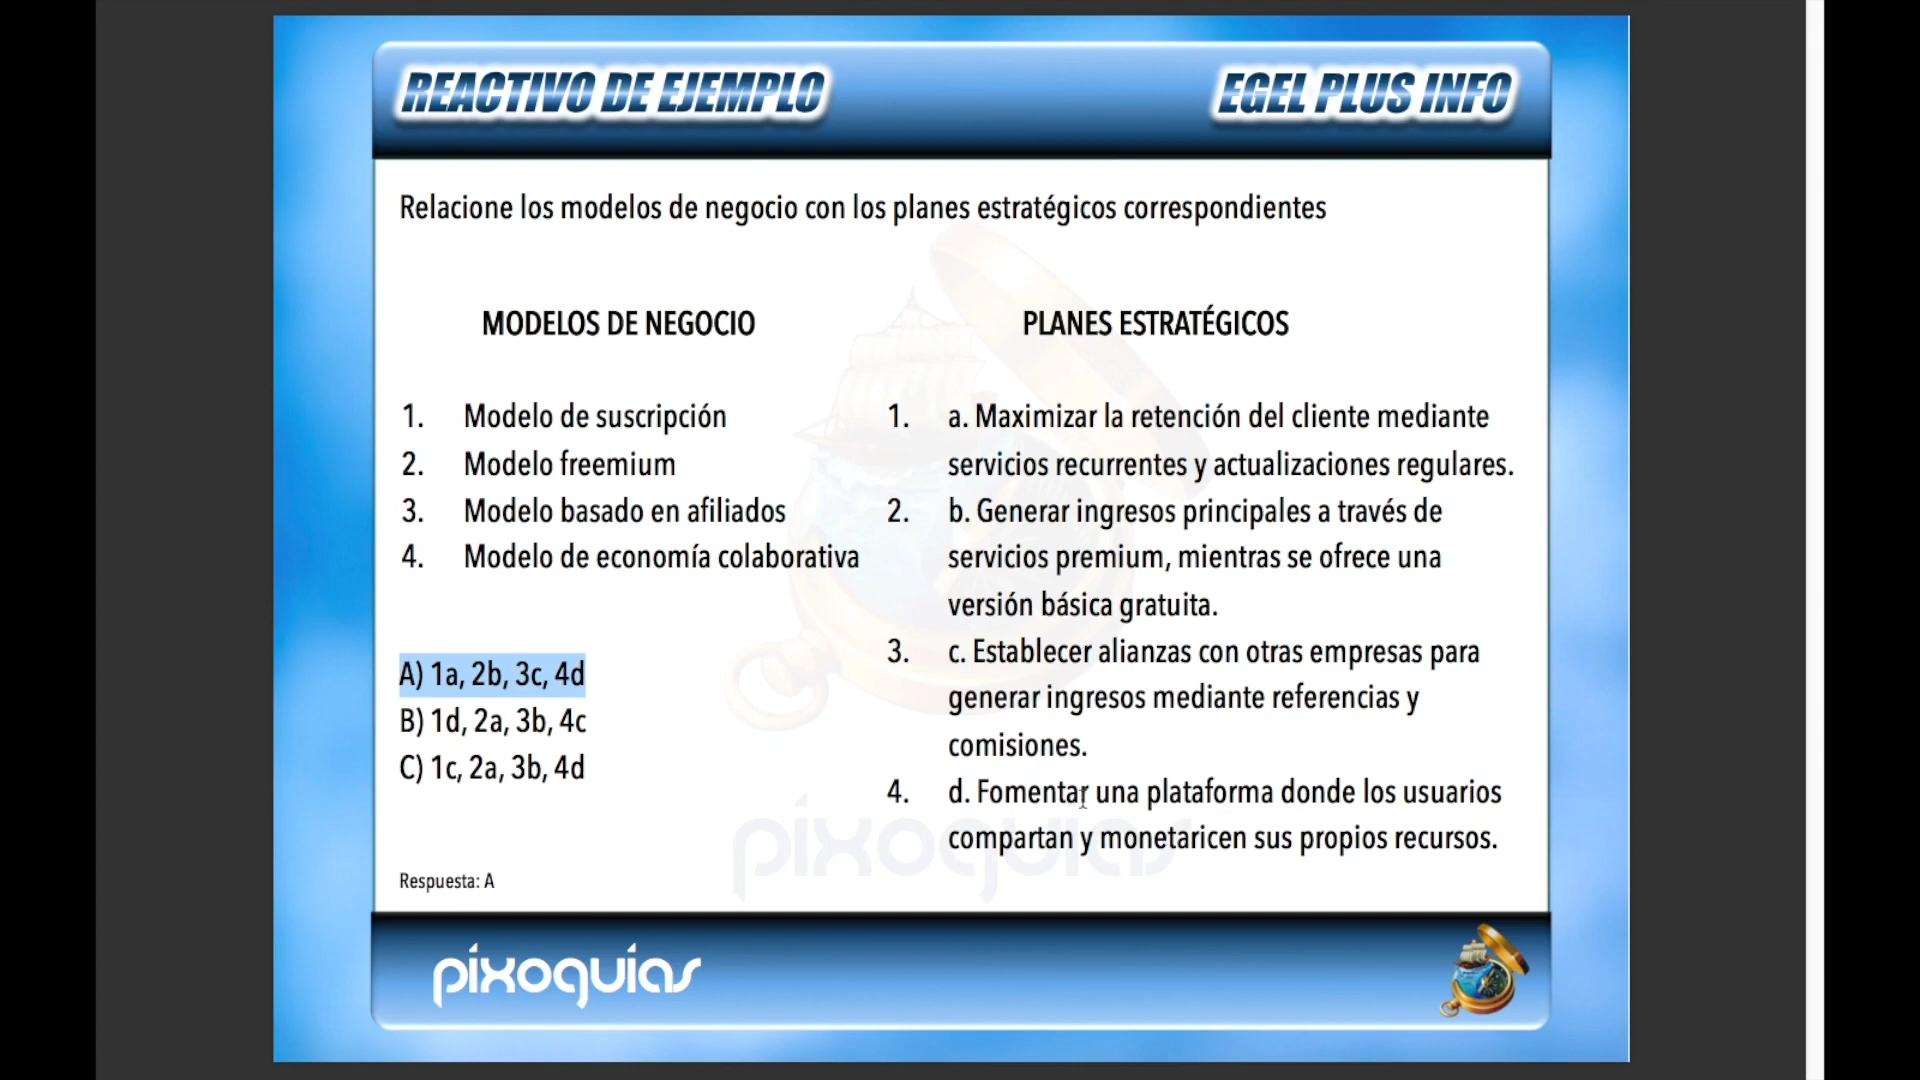 REACTIVO DE EJEMPLO
EGEL PLUS INFO
Relacione los modelos de negocio con los planes estratégicos correspondientes
MODELOS DE NEGOCIO
1. Modelo de suscripción
2. Modelo freemium
3. Modelo basado en afiliados
4. Modelo de economía colaborativa
A) 1a, 2b, 3c, 4d
B) 1d, 2a, 3b, 4c
C) 1c, 2a, 3b, 4d
Respuesta: A
PLANES ESTRATÉGICOS
1. a. Maximizar la retención del cliente mediante
servicios recurrentes y actualizaciones regulares.
2. b. Generar ingresos principales a través de
servicios premium, mientras se ofrece una
versión básica gratuita.
3. c. Establecer alianzas con otras empresas para
generar ingresos mediante referencias y
comisiones.
4. d. Fomentar una plataforma donde los usuarios
compartan y monetaricen sus propios recursos.
pixoguias
pixoguias